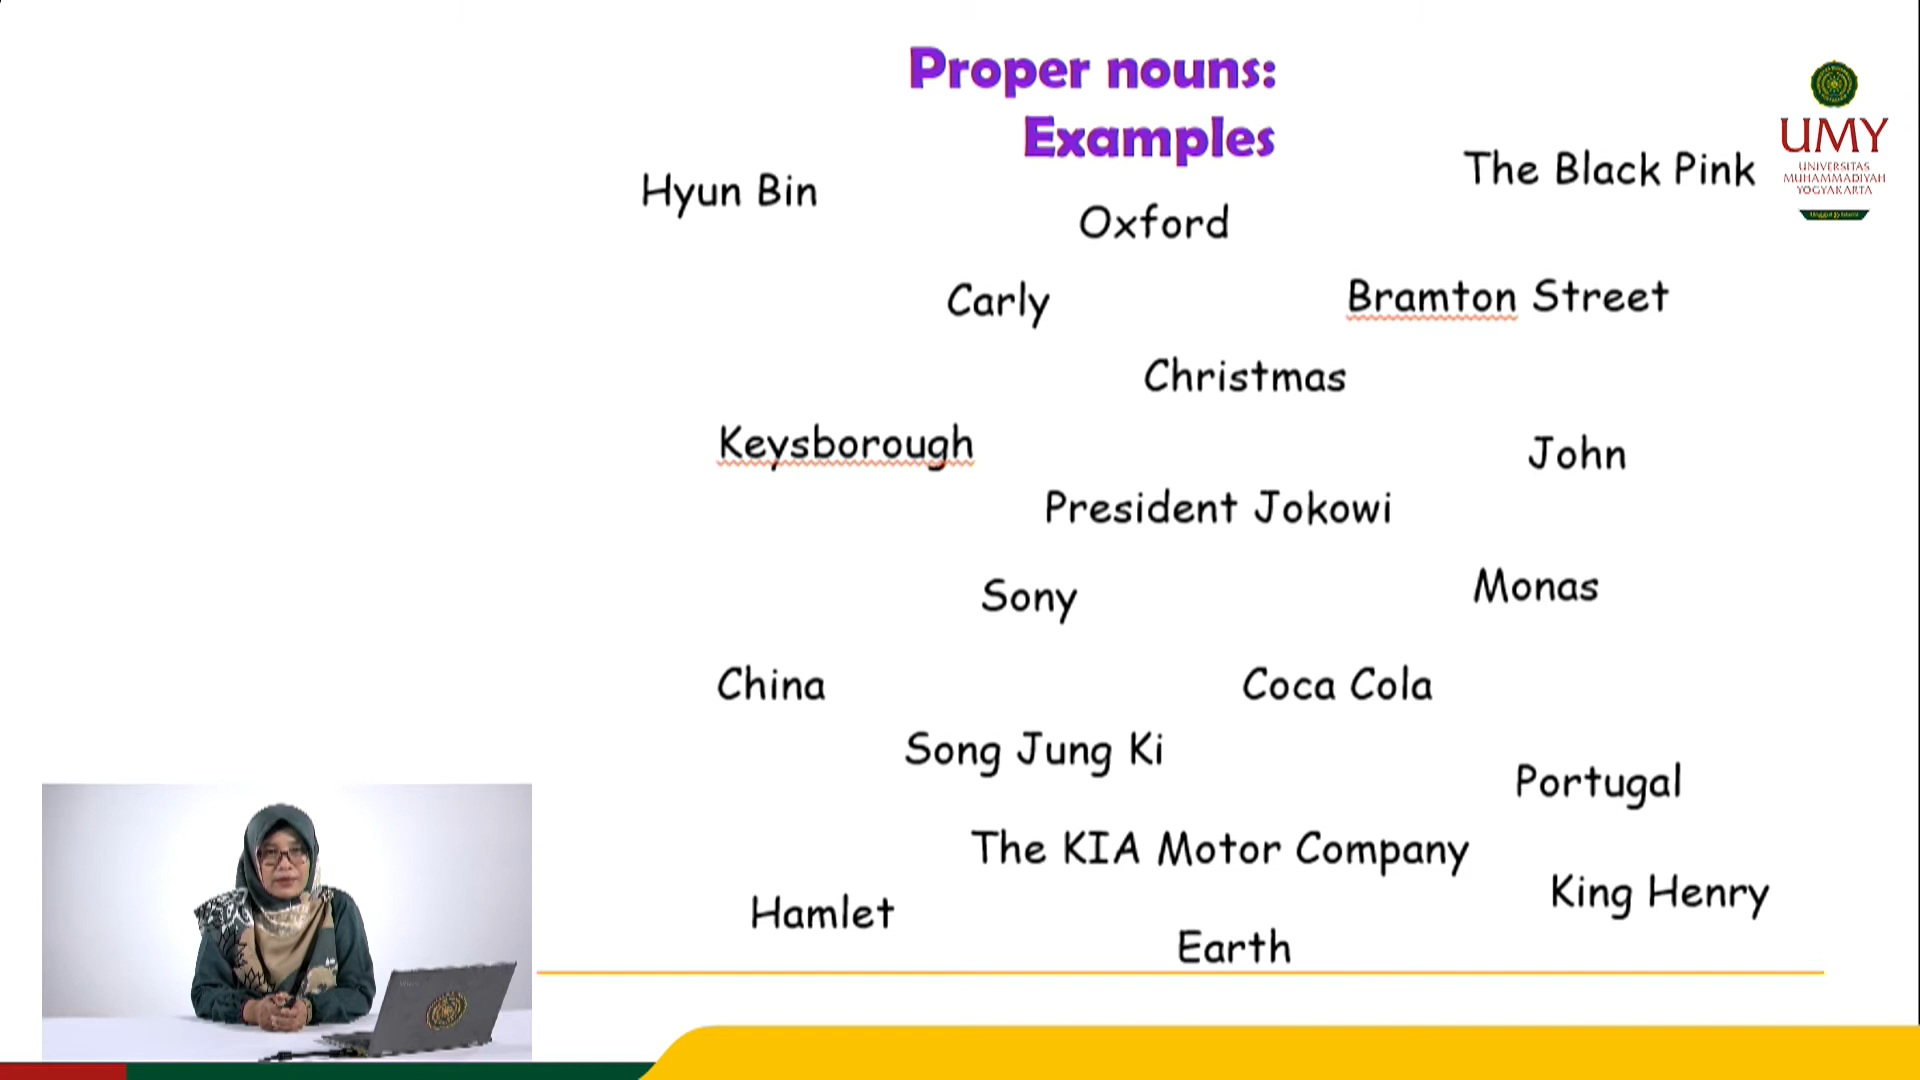 Proper nouns:
Examples
UMY
UNIVERSITAS
MUHAMMADIYAH
YOGYAKARTA
Hyun Bin
The Black Pink
Oxford
Carly
Bramton Street
Christmas
Keysborough
John
President Jokowi
Sony
Monas
China
Coca Cola
Song Jung Ki
Portugal
The KIA Motor Company
King Henry
Hamlet
Earth